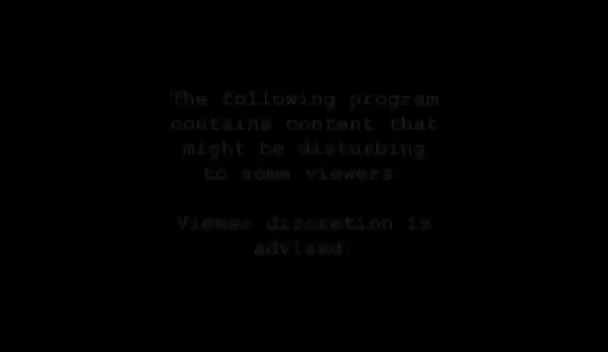 The following program
contains content that
might be disturbing
to some viewers.
Viewer discretion is
advised.